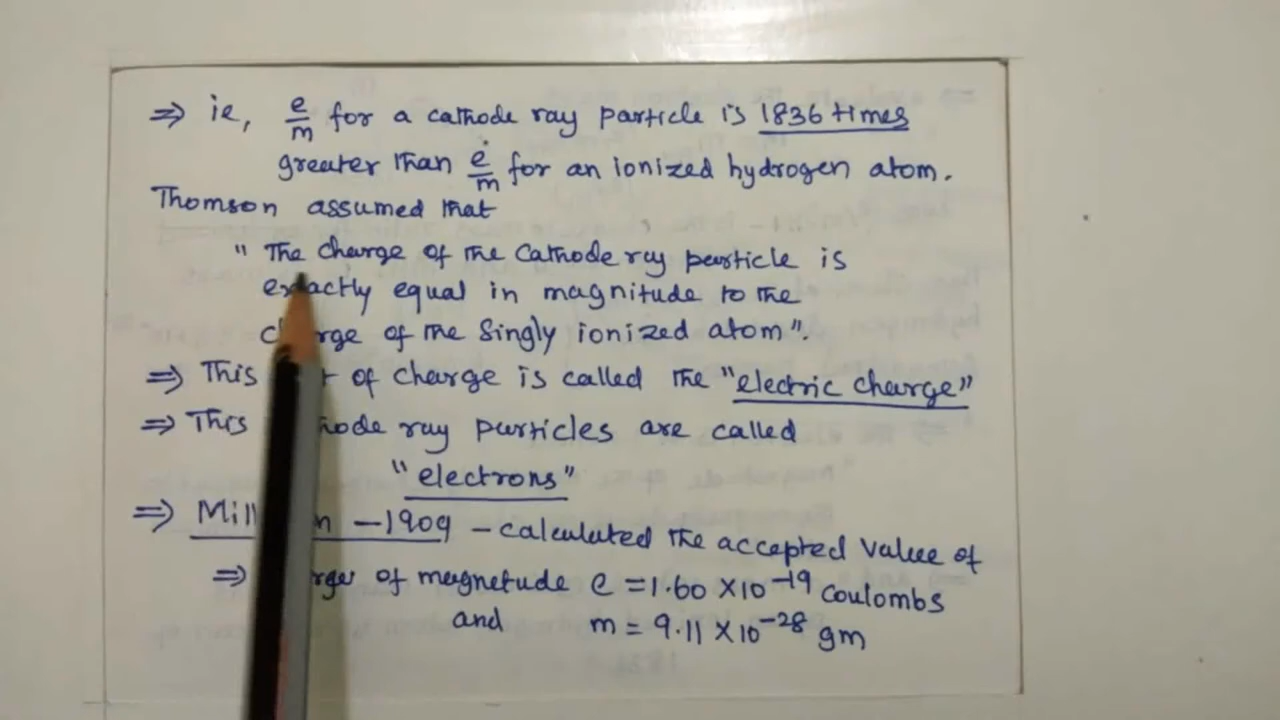 ⇒ ie, e/m for a cathode ray particle is 1836 times
greater than e/m for an ionized hydrogen atom.
Thomson assumed that
" The charge of the cathode ray particle is
exactly equal in magnitude to the
charge of the singly ionized atom".
⇒ This of charge is called the "electric charge"
⇒ This ray particles are called
"electrons"
⇒ - 1909 - calculated the accepted value of
⇒ of magnetude e = 1.60 × 10⁻¹⁹ coulombs
and m = 9.11 × 10⁻²⁸ gm